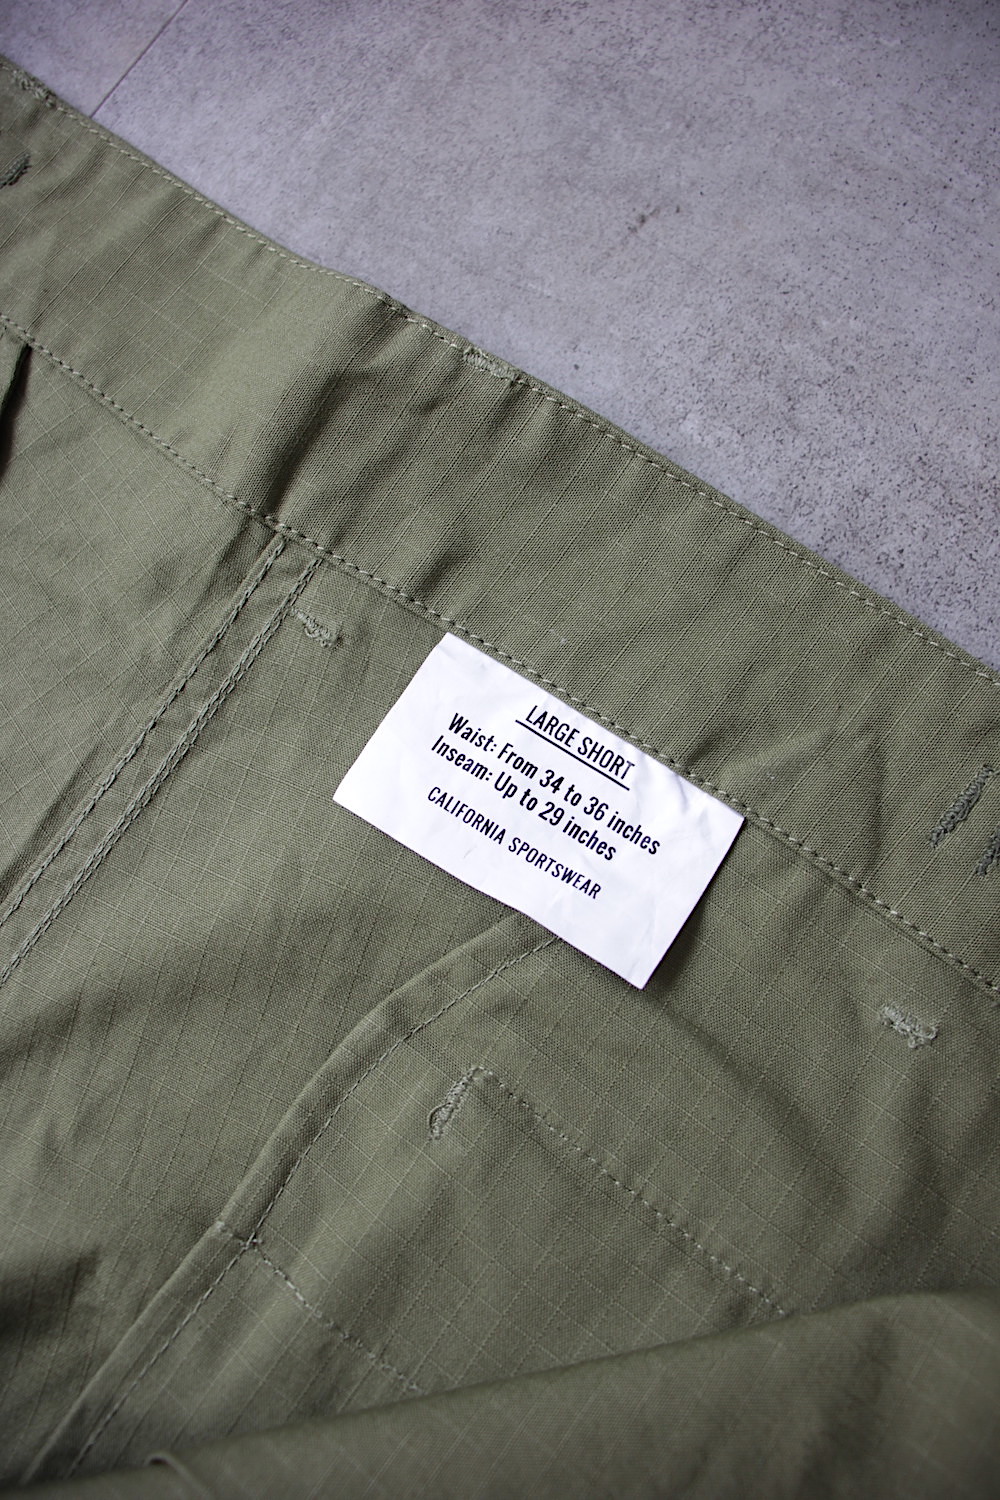 LARGE SHORT
Waist: From 34 to 36 inches
Inseam: Up to 29 inches
CALIFORNIA SPORTSWEAR